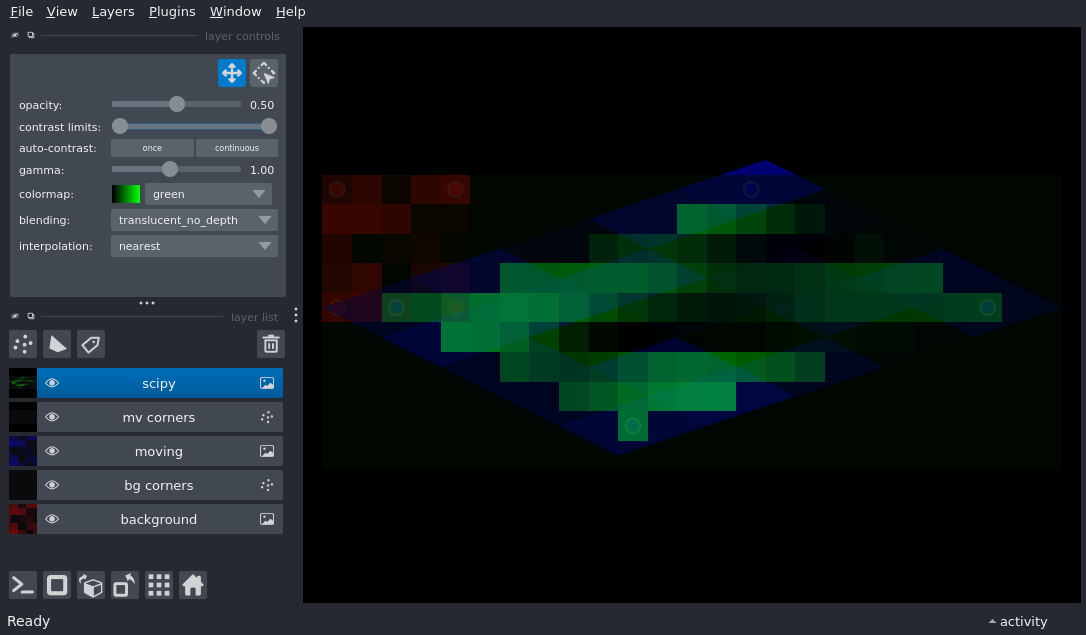 File View Layers Plugins Window Help
layer controls
opacity: 0.50
contrast limits:
auto-contrast: once continuous
gamma: 1.00
colormap: green
blending: translucent_no_depth
interpolation: nearest
layer list
scipy
mv corners
moving
bg corners
background
Ready activity